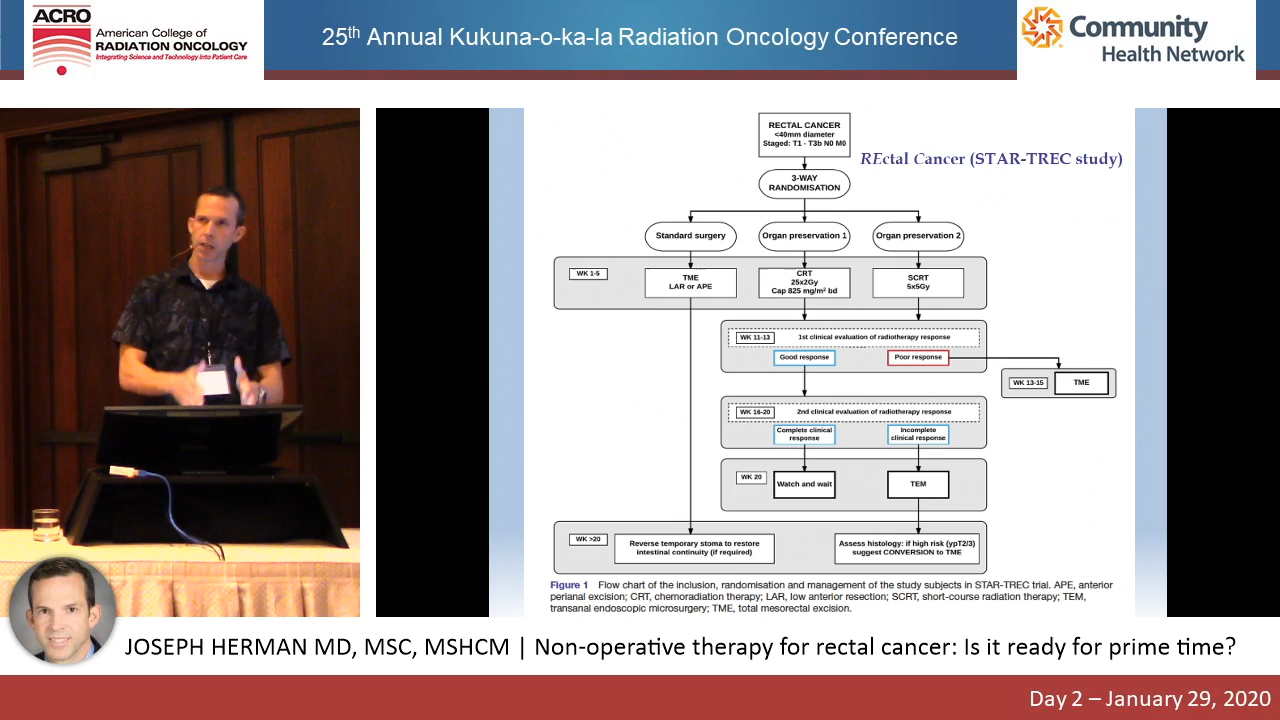 ACRO
American College of
RADIATION ONCOLOGY
Integrating Science and Technology Into Patient Care
25th Annual Kukuna-o-ka-la Radiation Oncology Conference
Community
Health Network
RECTAL CANCER
<40mm diameter
Staged: T1 - T3b N0 M0
REctal Cancer (STAR-TREC study)
3-WAY
RANDOMISATION
Standard surgery
Organ preservation 1
Organ preservation 2
WK 1-5
TME
LAR or APE
CRT
25x2Gy
Cap 825 mg/m² bd
SCRT
5x5Gy
WK 11-13
1st clinical evaluation of radiotherapy response
Good response
Poor response
WK 13-15
TME
WK 16-20
2nd clinical evaluation of radiotherapy response
Complete clinical
response
Incomplete
clinical response
WK 20
Watch and wait
TEM
WK >20
Reverse temporary stoma to restore
intestinal continuity (if required)
Assess histology: if high risk (ypT2/3)
suggest CONVERSION to TME
Figure 1 Flow chart of the inclusion, randomisation and management of the study subjects in STAR-TREC trial. APE, anterior
perianal excision; CRT, chemoradiation therapy; LAR, low anterior resection; SCRT, short-course radiation therapy; TEM,
transanal endoscopic microsurgery; TME, total mesorectal excision.
JOSEPH HERMAN MD, MSC, MSHCM | Non-operative therapy for rectal cancer: Is it ready for prime time?
Day 2 – January 29, 2020